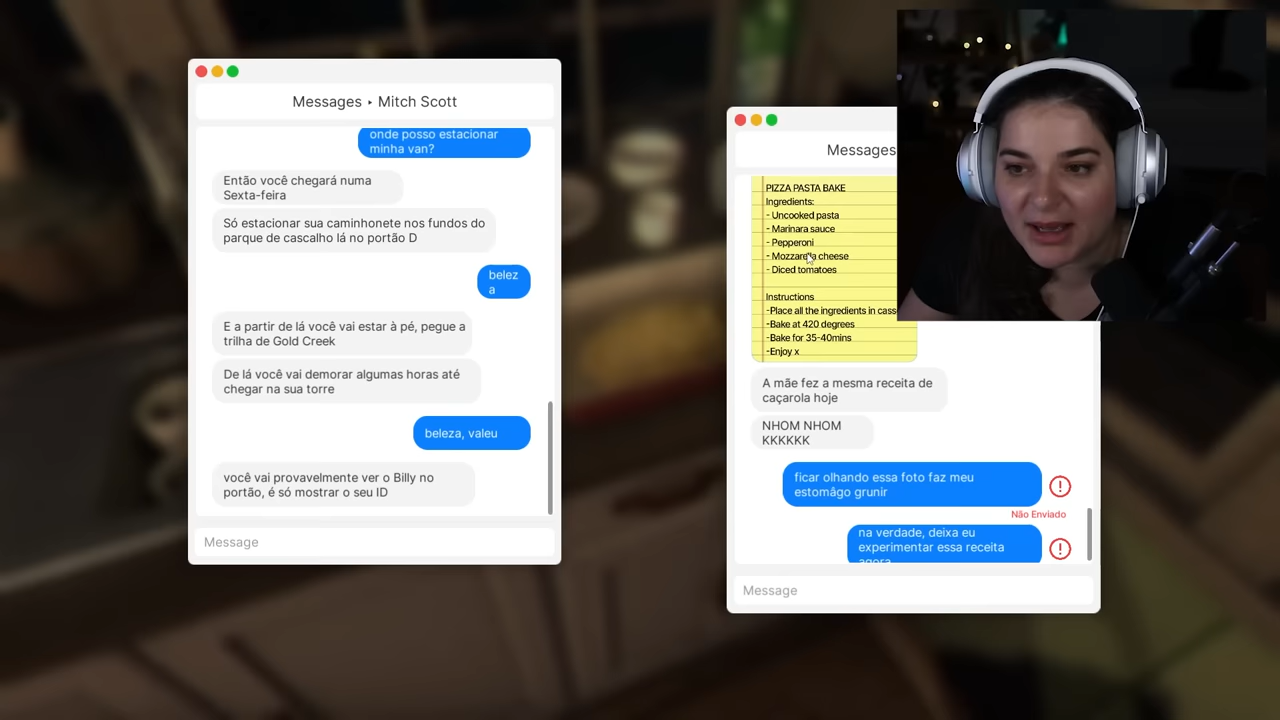 Messages ‣ Mitch Scott
onde posso estacionar
minha van?
Então você chegará numa
Sexta-feira
Só estacionar sua caminhonete nos fundos do
parque de cascalho lá no portão D
belez
a
E a partir de lá você vai estar à pé, pegue a
trilha de Gold Creek
De lá você vai demorar algumas horas até
chegar na sua torre
beleza, valeu
você vai provavelmente ver o Billy no
portão, é só mostrar o seu ID
Message
Messages
PIZZA PASTA BAKE
Ingredients:
- Uncooked pasta
- Marinara sauce
- Pepperoni
- Mozzarella cheese
- Diced tomatoes
Instructions
-Place all the ingredients in
-Bake at 420 degrees
-Bake for 35-40mins
-Enjoy x
A mãe fez a mesma receita de
caçarola hoje
NHOM NHOM
KKKKKK
ficar olhando essa foto faz meu
estomâgo grunir
Não Enviado
na verdade, deixa eu
experimentar essa receita
agora
Message